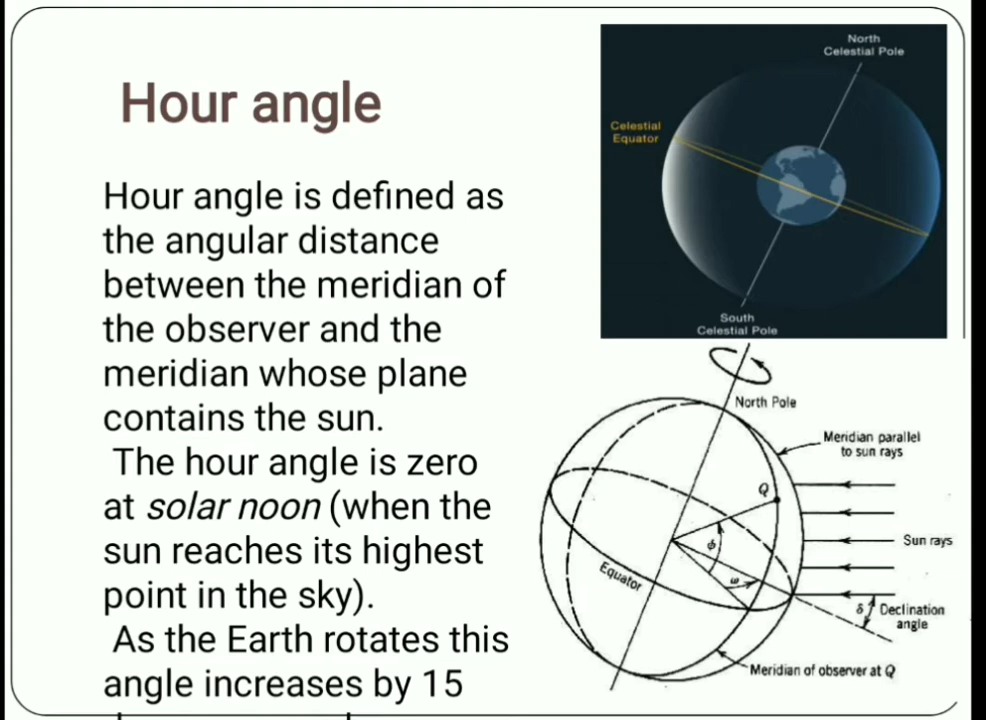 Hour angle
Hour angle is defined as
the angular distance
between the meridian of
the observer and the
meridian whose plane
contains the sun.
The hour angle is zero
at solar noon (when the
sun reaches its highest
point in the sky).
As the Earth rotates this
angle increases by 15
North
Celestial Pole
Celestial
Equator
South
Celestial Pole
North Pole
Meridian parallel
to sun rays
Q
Sun rays
ϕ
Equator
ω
δ
Declination
angle
Meridian of observer at Q